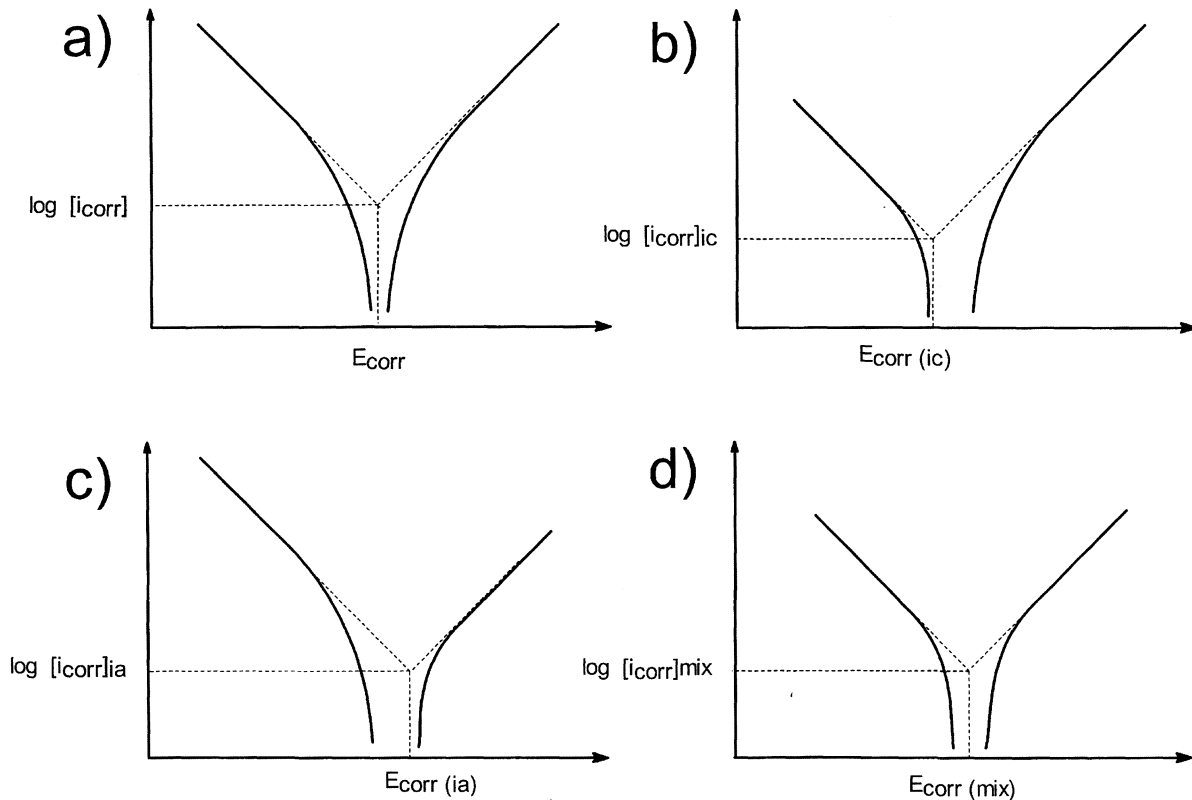 a)
log [icorr]
Ecorr
b)
log [icorr]ic
Ecorr (ic)
c)
log [icorr]ia
Ecorr (ia)
d)
log [icorr]mix
Ecorr (mix)